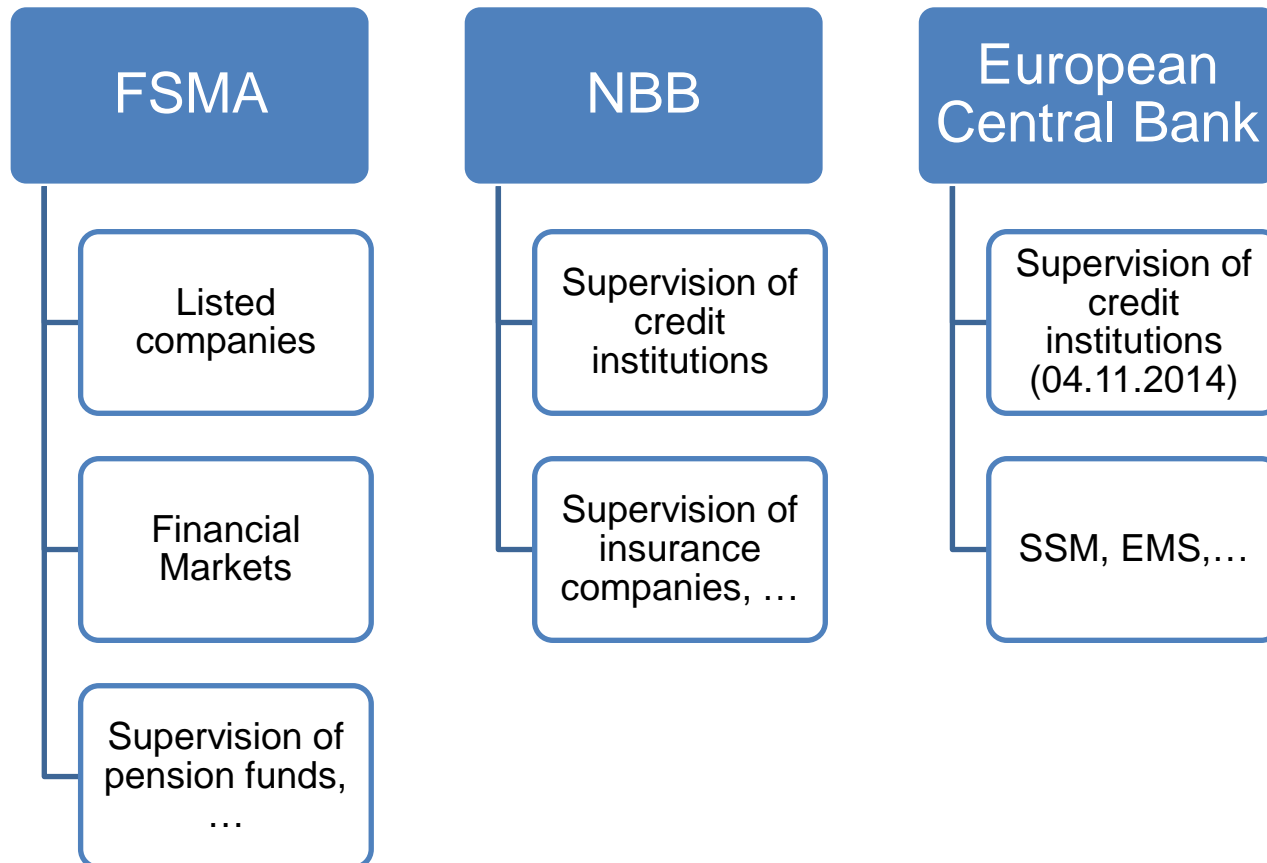 FSMA
Listed
companies
Financial
Markets
Supervision of
pension funds,
…
NBB
Supervision of
credit
institutions
Supervision of
insurance
companies, …
European
Central Bank
Supervision of
credit
institutions
(04.11.2014)
SSM, EMS,…